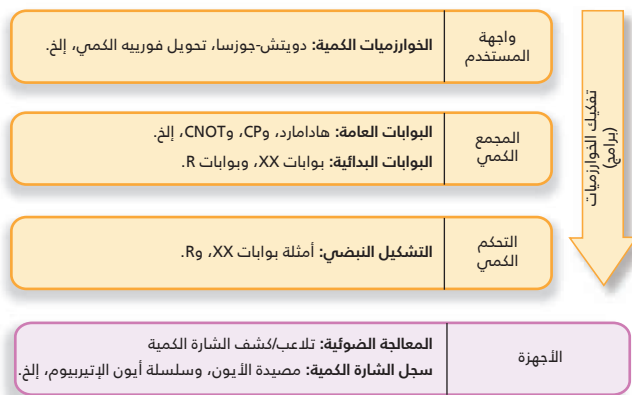 واجهة
المستخدم
الخوارزميات الكمية: دويتش-جوزسا، تحويل فورييه الكمي، إلخ.
المجمع
الكمي
البوابات العامة: هادامارد، وCP، وCNOT، إلخ.
البوابات البدائية: بوابات XX، وبوابات R.
التحكم
الكمي
التشكيل النبضي: أمثلة بوابات XX، وR.
الأجهزة
المعالجة الضوئية: تلاعب/كشف الشارة الكمية
سجل الشارة الكمية: مصيدة الأيون، وسلسلة أيون الإتيربيوم، إلخ.
تفكيك الخوارزميات
(برامج)